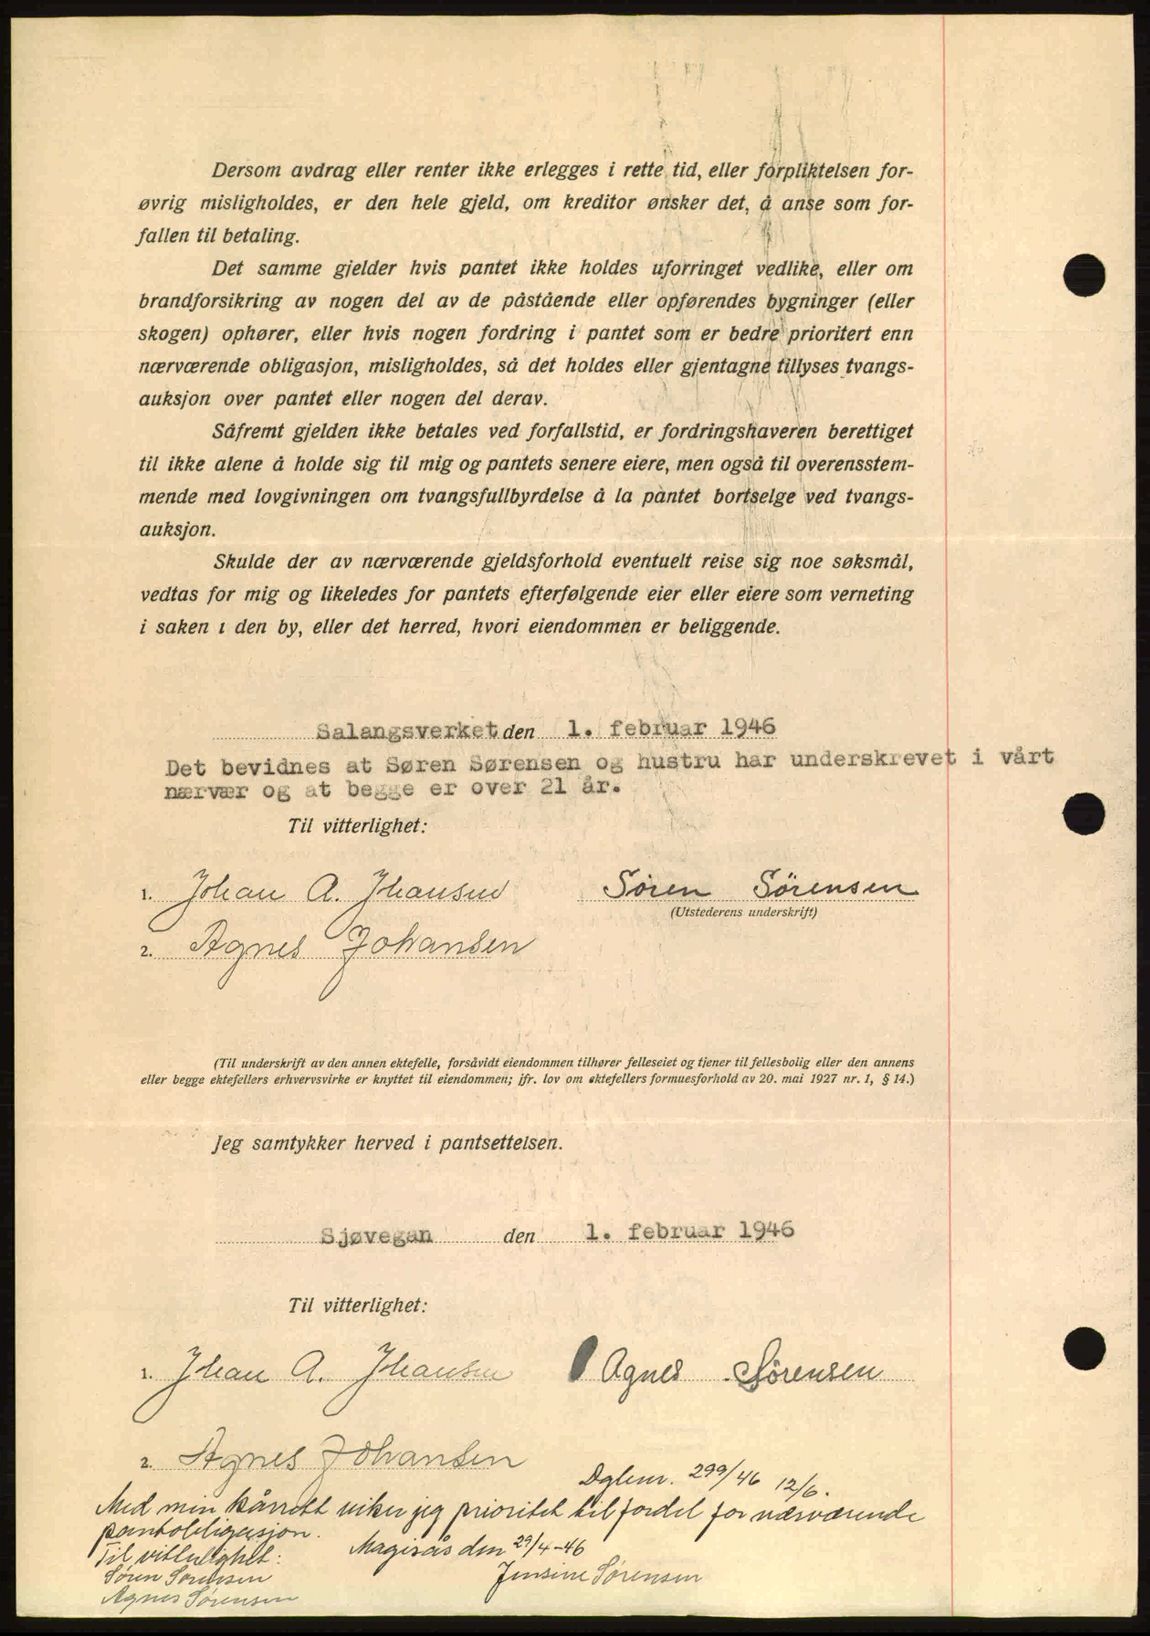 Dersom avdrag eller renter ikke erlegges i rette tid, eller forpliktelsen for-
øvrig misligholdes, er den hele gjeld, om kreditor ønsker det, å anse som for-
fallen til betaling.
Det samme gjelder hvis pantet ikke holdes uforringet vedlike, eller om
brandforsikring av nogen del av de påstående eller opførendes bygninger (eller
skogen) ophører, eller hvis nogen fordring i pantet som er bedre prioritert enn
nærværende obligasjon, misligholdes, så det holdes eller gjentagne tillyses tvangs-
auksjon over pantet eller nogen del derav.
Såfremt gjelden ikke betales ved forfallstid, er fordringshaveren berettiget
til ikke alene å holde sig til mig og pantets senere eiere, men også til overensstem-
mende med lovgivningen om tvangsfullbyrdelse å la pantet bortselge ved tvangs-
auksjon.
Skulde der av nærværende gjeldsforhold eventuelt reise sig noe søksmål,
vedtas for mig og likeledes for pantets efterfølgende eier eller eiere som verneting
i saken i den by, eller det herred, hvori eiendommen er beliggende.
Salangsverket den 1. februar 1946
Det bevidnes at Søren Sørensen og hustru har underskrevet i vårt
nærvær og at begge er over 21 år.
Til vitterlighet:
1. Johan A. Johansen Søren Sørensen
(Utstederens underskrift)
2. Agnes Johansen
(Til underskrift av den annen ektefelle, forsåvidt eiendommen tilhører felleseiet og tjener til fellesbolig eller den annens
eller begge ektefellers erhvervsvirke er knyttet til eiendommen; jfr. lov om ektefellers formuesforhold av 20. mai 1927 nr. 1, § 14.)
Jeg samtykker herved i pantsettelsen.
Sjøvegan den 1. februar 1946
Til vitterlighet:
1. Johan A. Johansen Agnes Sørensen
2. Agnes Johansen
Dglnr. 299/46 12/6.
Med min kårrett viker jeg prioritet til fordel for nærværende
pantobligasjon.
Til vitterlighet: den 29/4-46
Søren Sørensen Jensine Sørensen
Agnes Sørensen